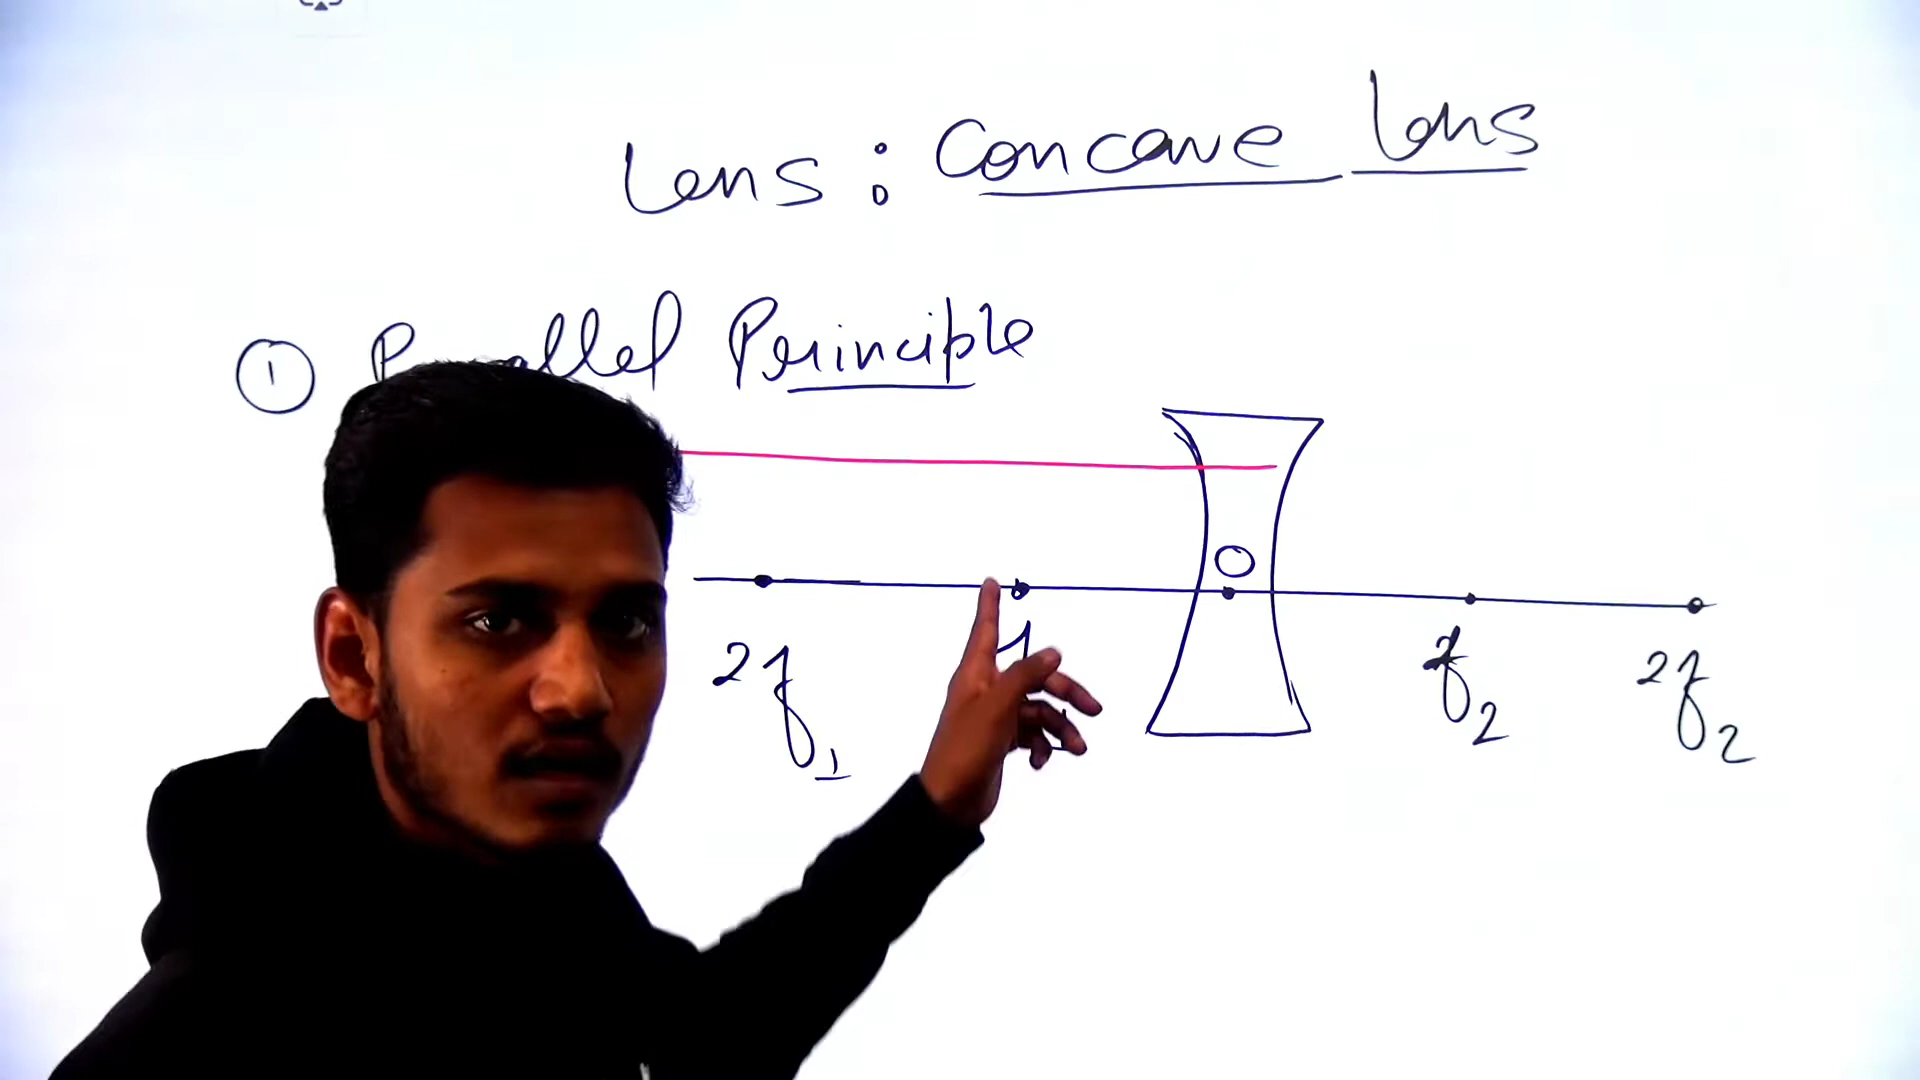 Lens : Concave lens
① Parallel Principle
O
2f₁ f₂ 2f₂